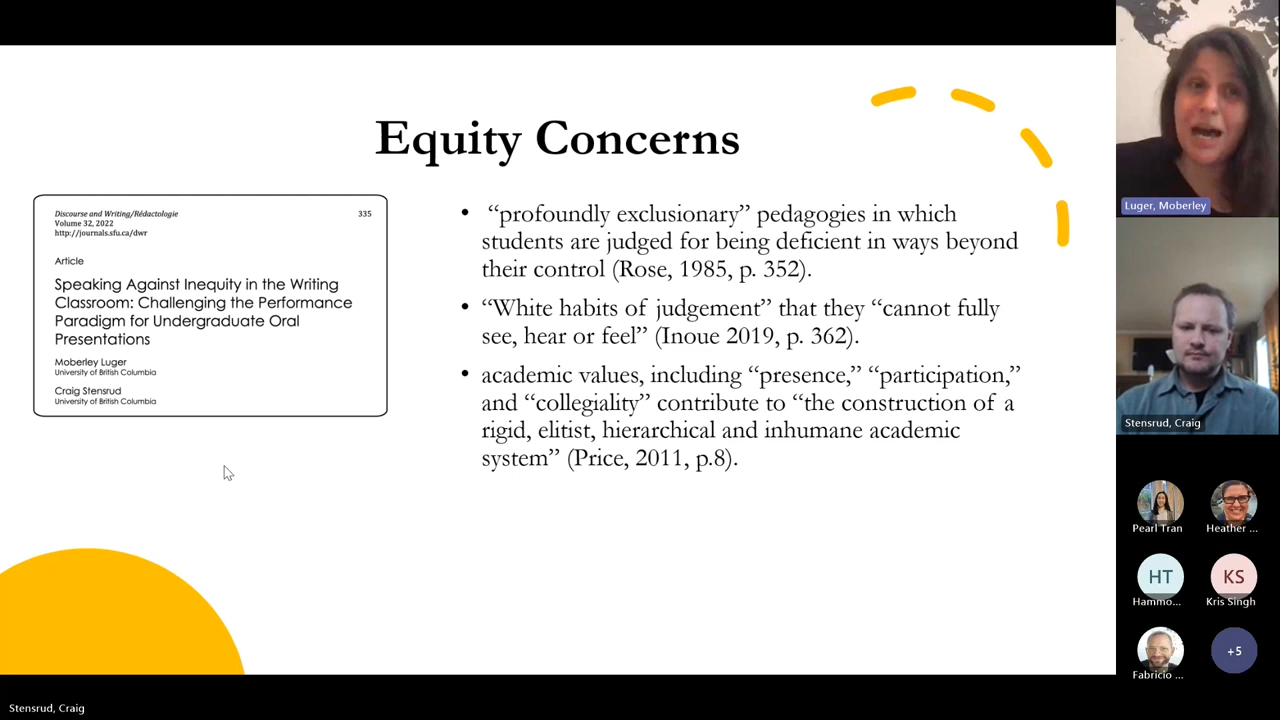 Equity Concerns
Discourse and Writing/Rédactologie 335
Volume 32, 2022
http://journals.sfu.ca/dwr
Article
Speaking Against Inequity in the Writing
Classroom: Challenging the Performance
Paradigm for Undergraduate Oral
Presentations
Moberley Luger
University of British Columbia
Craig Stensrud
University of British Columbia
• “profoundly exclusionary” pedagogies in which
students are judged for being deficient in ways beyond
their control (Rose, 1985, p. 352).
• “White habits of judgement” that they “cannot fully
see, hear or feel” (Inoue 2019, p. 362).
• academic values, including “presence,” “participation,”
and “collegiality” contribute to “the construction of a
rigid, elitist, hierarchical and inhumane academic
system” (Price, 2011, p.8).
Luger, Moberley
Stensrud, Craig
Pearl Tran
Heather ...
HT
KS
Hammo...
Kris Singh
Fabricio ...
+5
Stensrud, Craig